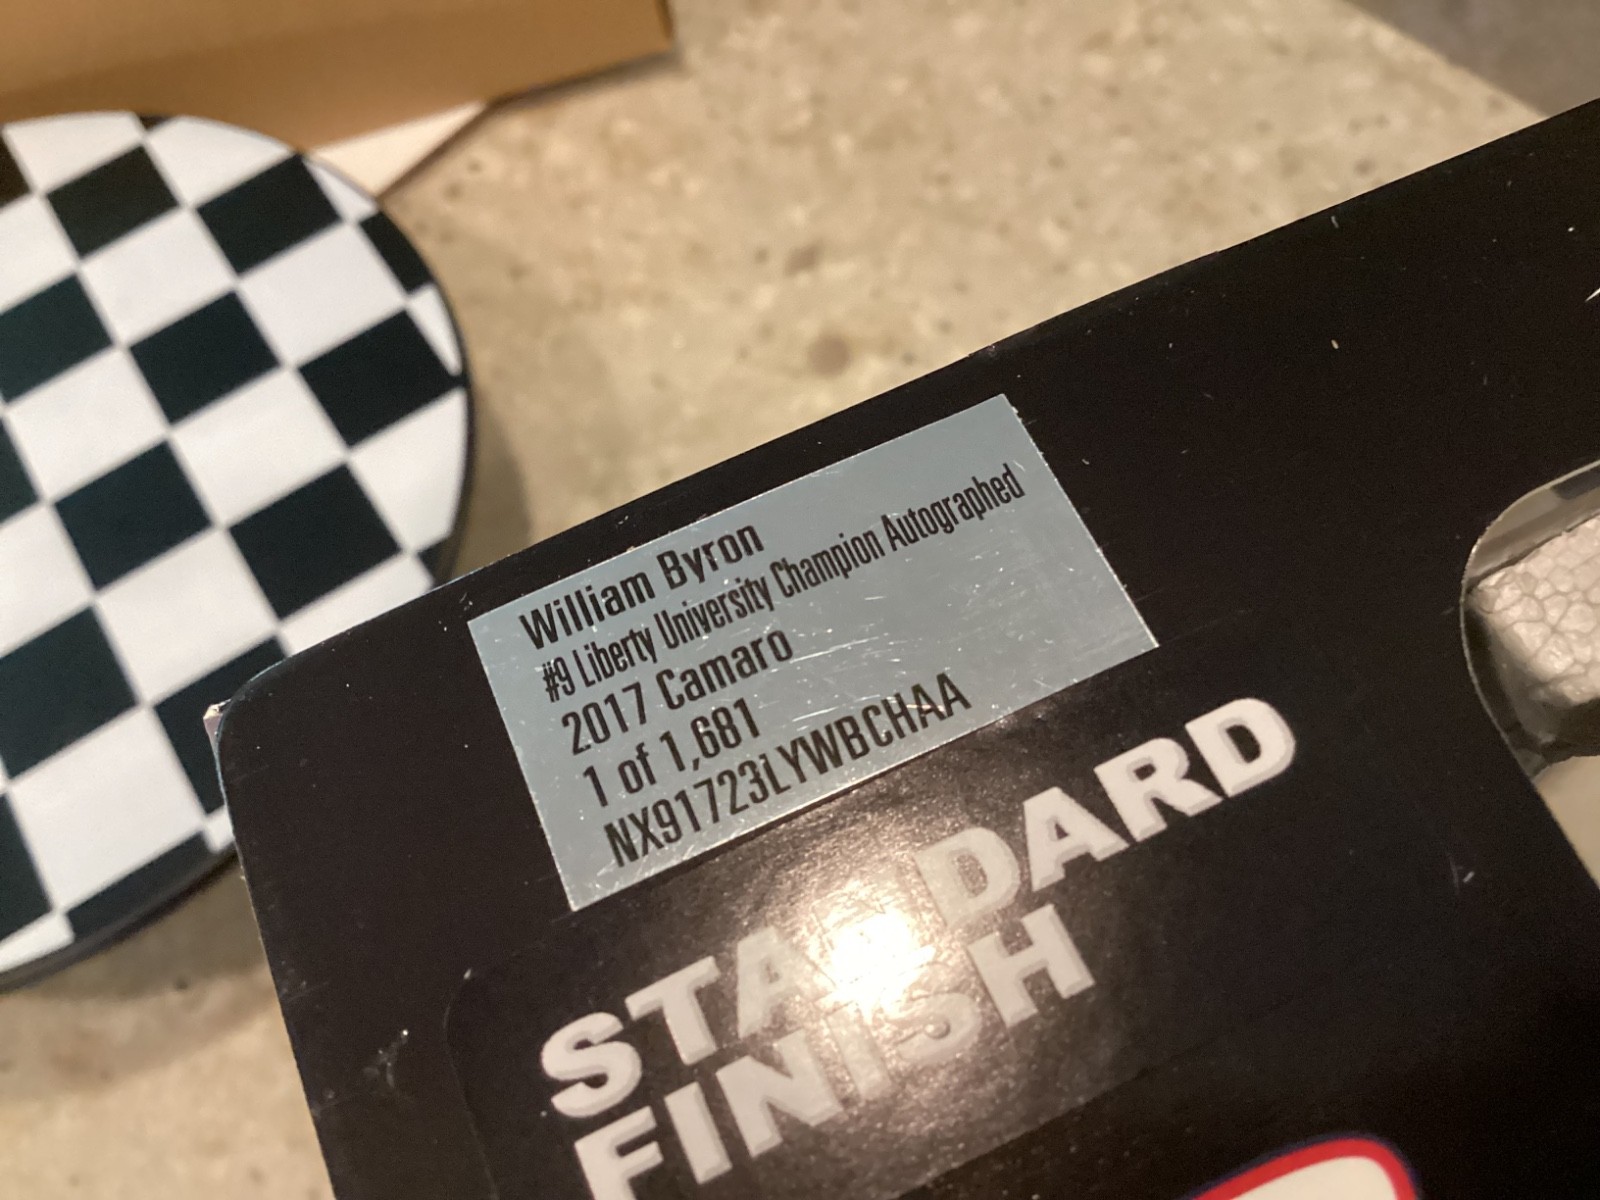 William Byron
#9 Liberty University Champion Autographed
2017 Camaro
1 of 1,681
NX91723LYWBCHAA
STANDARD
FINISH